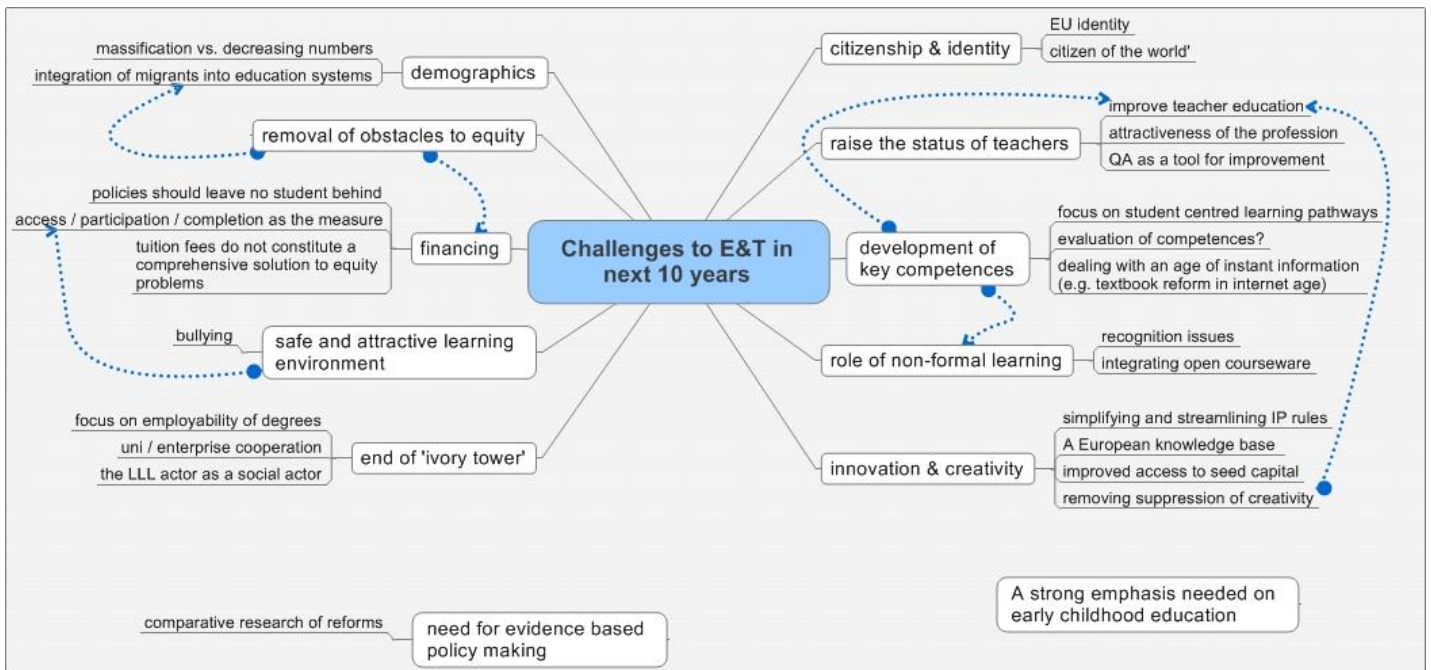 massification vs. decreasing numbers
integration of migrants into education systems
demographics
removal of obstacles to equity
policies should leave no student behind
access / participation / completion as the measure
tuition fees do not constitute a
comprehensive solution to equity
problems
financing
bullying
safe and attractive learning
environment
focus on employability of degrees
uni / enterprise cooperation
the LLL actor as a social actor
end of 'ivory tower'
Challenges to E&T in
next 10 years
citizenship & identity
EU identity
citizen of the world'
raise the status of teachers
improve teacher education
attractiveness of the profession
QA as a tool for improvement
development of
key competences
focus on student centred learning pathways
evaluation of competences?
dealing with an age of instant information
(e.g. textbook reform in internet age)
role of non-formal learning
recognition issues
integrating open courseware
innovation & creativity
simplifying and streamlining IP rules
A European knowledge base
improved access to seed capital
removing suppression of creativity
comparative research of reforms
need for evidence based
policy making
A strong emphasis needed on
early childhood education